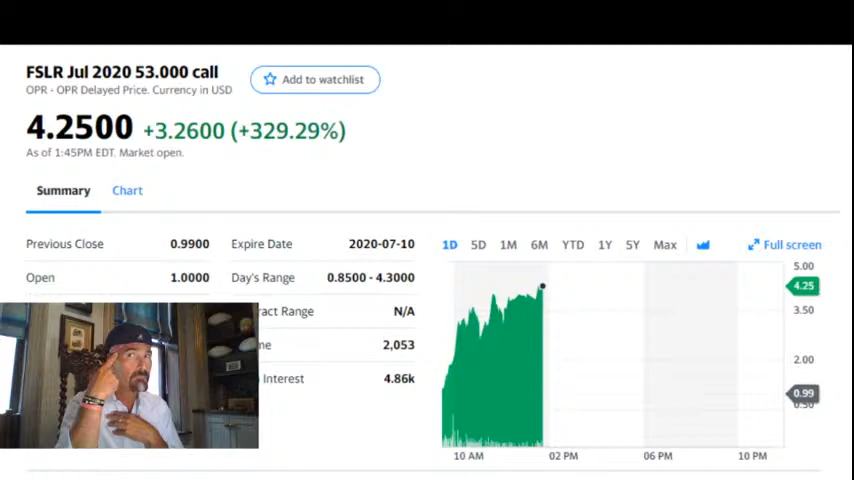 FSLR Jul 2020 53.000 call
Add to watchlist
OPR - OPR Delayed Price. Currency in USD
4.2500 +3.2600 (+329.29%)
As of 1:45PM EDT. Market open.
Summary Chart
Previous Close 0.9900
Open 1.0000
Expire Date 2020-07-10
Day's Range 0.8500 - 4.3000
ract Range N/A
me 2,053
Interest 4.86k
1D 5D 1M 6M YTD 1Y 5Y Max Full screen
5.00
4.25
3.50
2.00
0.99
0.50
10 AM 02 PM 06 PM 10 PM